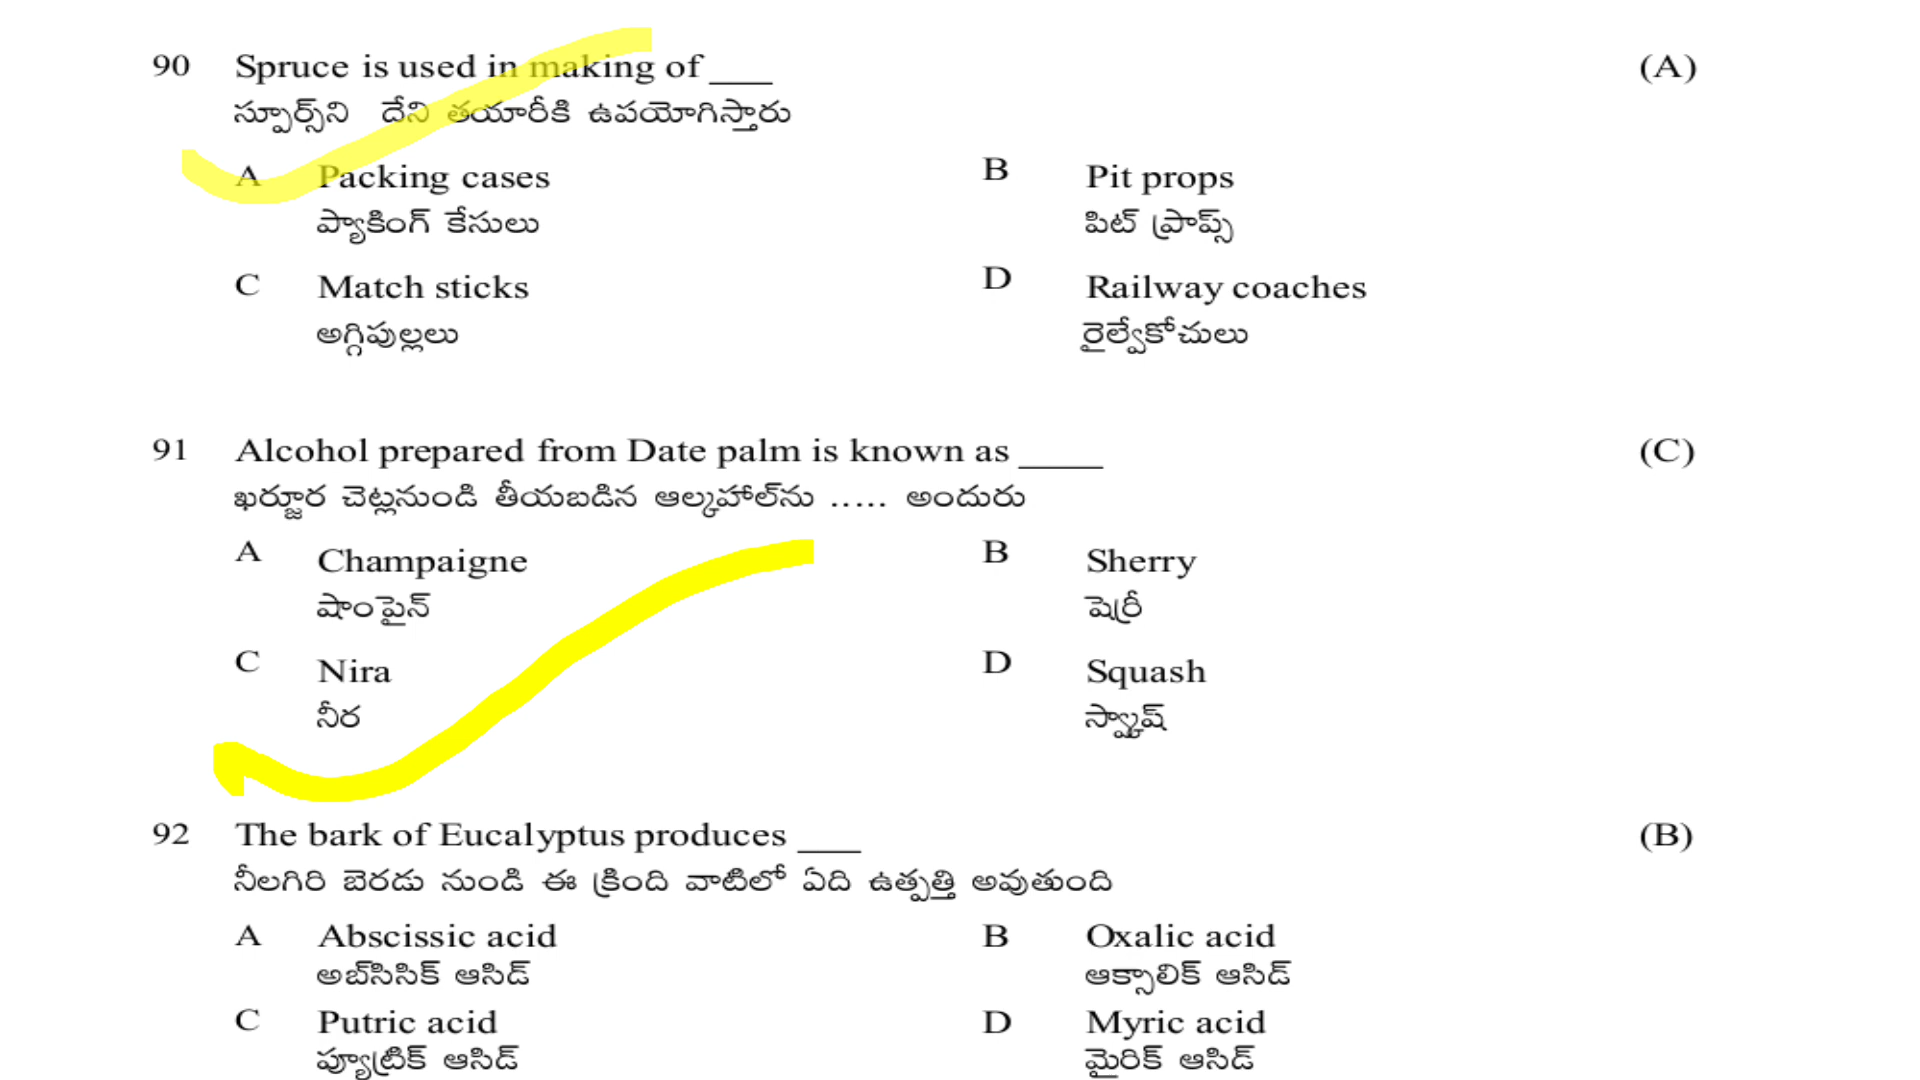 90 Spruce is used in making of ___ (A)
స్పూర్స్‌ని దేని తయారీకి ఉపయోగిస్తారు
A Packing cases B Pit props
ప్యాకింగ్ కేసులు పిట్ ప్రాప్స్
C Match sticks D Railway coaches
అగ్గిపుల్లలు రైల్వేకోచులు
91 Alcohol prepared from Date palm is known as ____ (C)
ఖర్జూర చెట్లనుండి తీయబడిన ఆల్కహాల్‌ను ..... అందురు
A Champaigne B Sherry
షాంపైన్ షెర్రీ
C Nira D Squash
నీర స్క్వాష్
92 The bark of Eucalyptus produces ___ (B)
నీలగిరి బెరడు నుండి ఈ క్రింది వాటిలో ఏది ఉత్పత్తి అవుతుంది
A Abscissic acid B Oxalic acid
అబ్‌సిసిక్ ఆసిడ్ ఆక్సాలిక్ ఆసిడ్
C Putric acid D Myric acid
ప్యూట్రిక్ ఆసిడ్ మైరిక్ ఆసిడ్